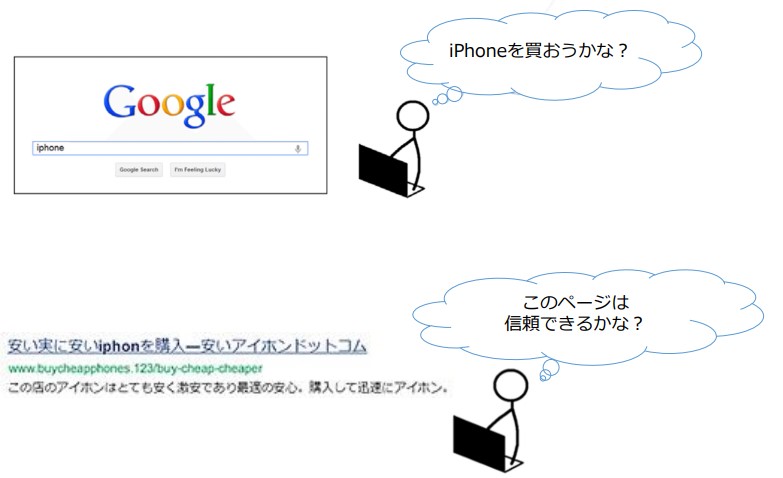 iPhoneを買おうかな？
Google
iphone
Google Search I'm Feeling Lucky
このページは
信頼できるかな？
安い実に安いiphonを購入—安いアイホンドットコム
www.buycheapphones.123/buy-cheap-cheaper
この店のアイホンはとても安く激安であり最適の安心。購入して迅速にアイホン。